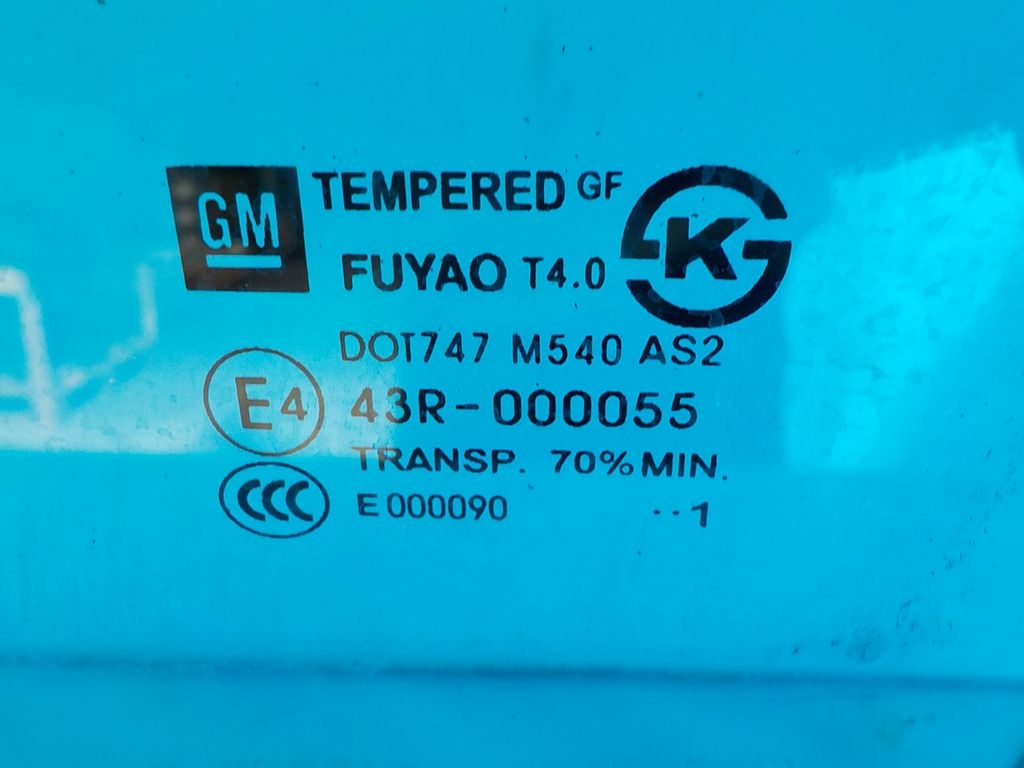 GM TEMPERED GF
FUYAO T4.0
K
DOT747 M540 AS2
E4 43R-000055
TRANSP. 70% MIN.
CCC E000090 ··1